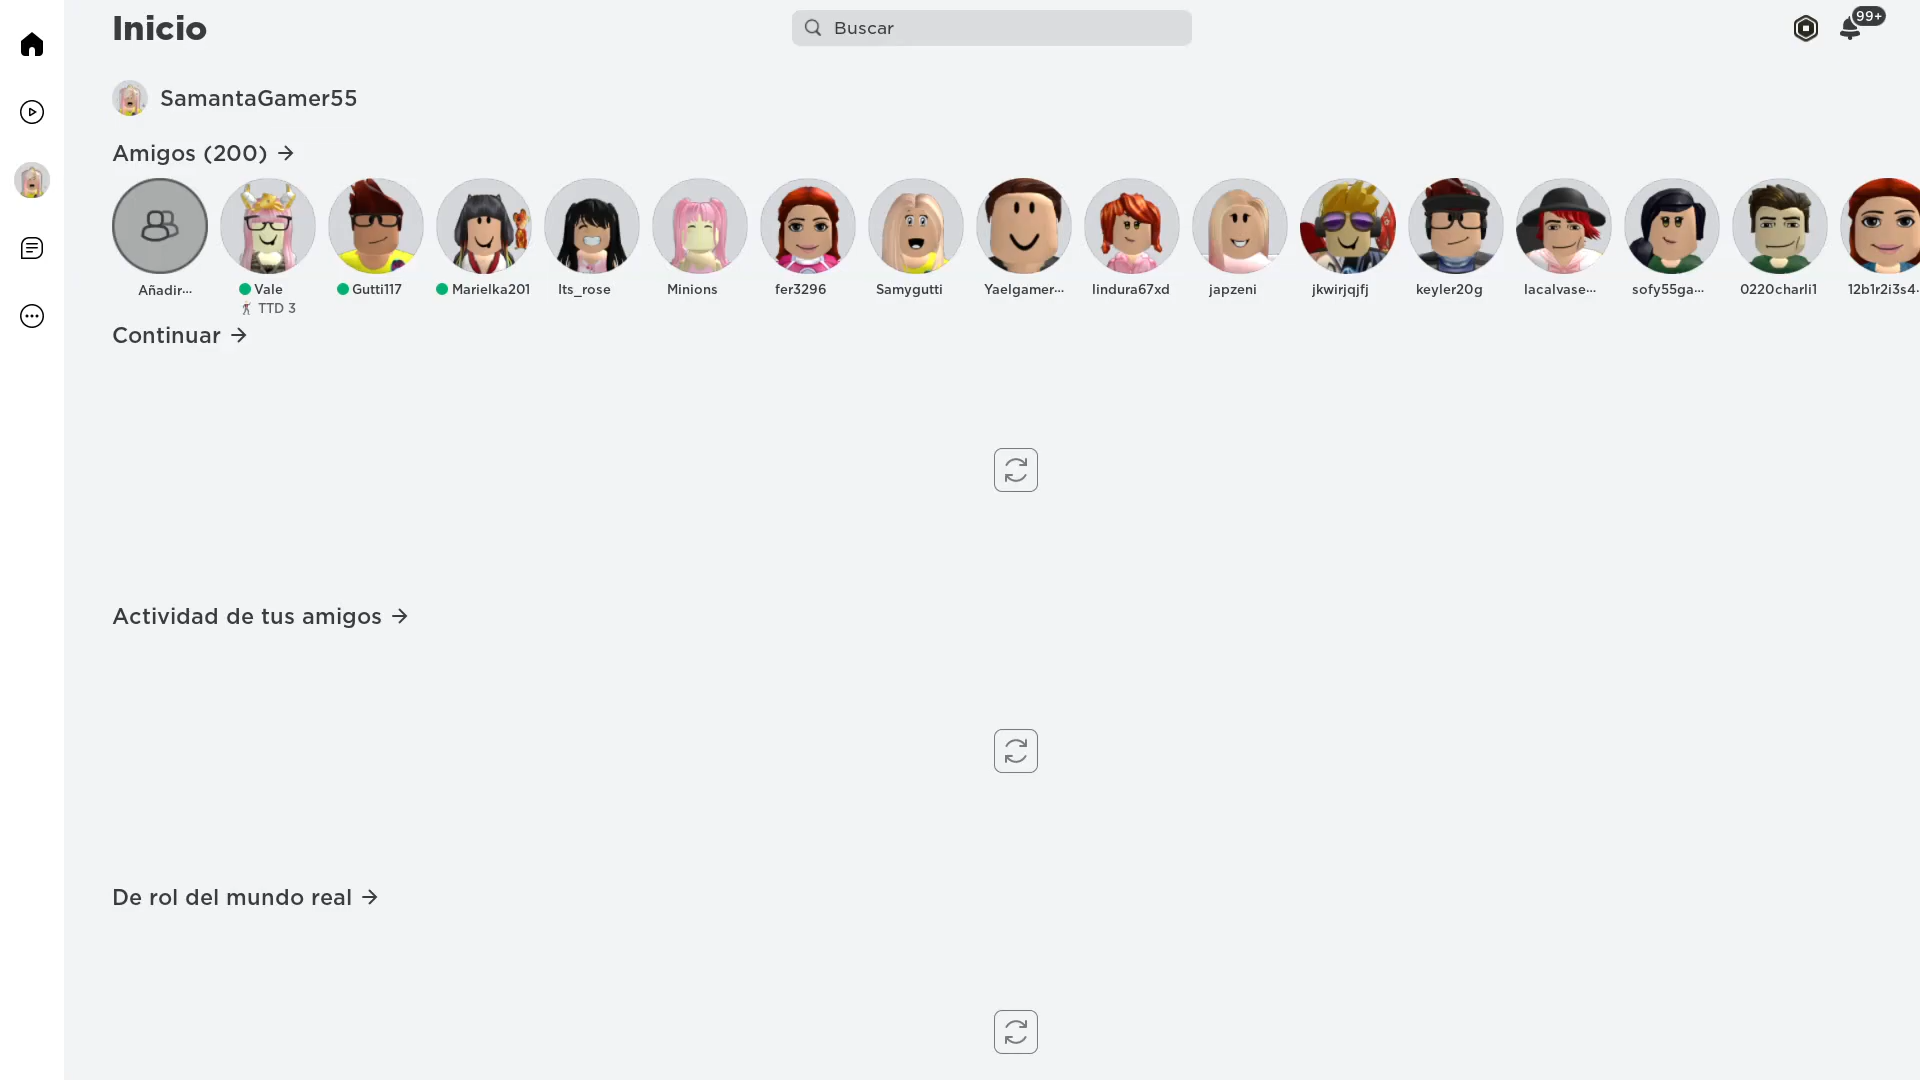 Inicio
Buscar
99+
SamantaGamer55
Amigos (200)
Añadir...
Vale
Gutti117
Marielka201
Its_rose
Minions
fer3296
Samygutti
Yaelgamer...
lindura67xd
japzeni
jkwirjqjfj
keyler20g
lacalvase...
sofy55ga...
0220charli1
12b1r2i3s4...
TTD 3
Continuar
Actividad de tus amigos
De rol del mundo real